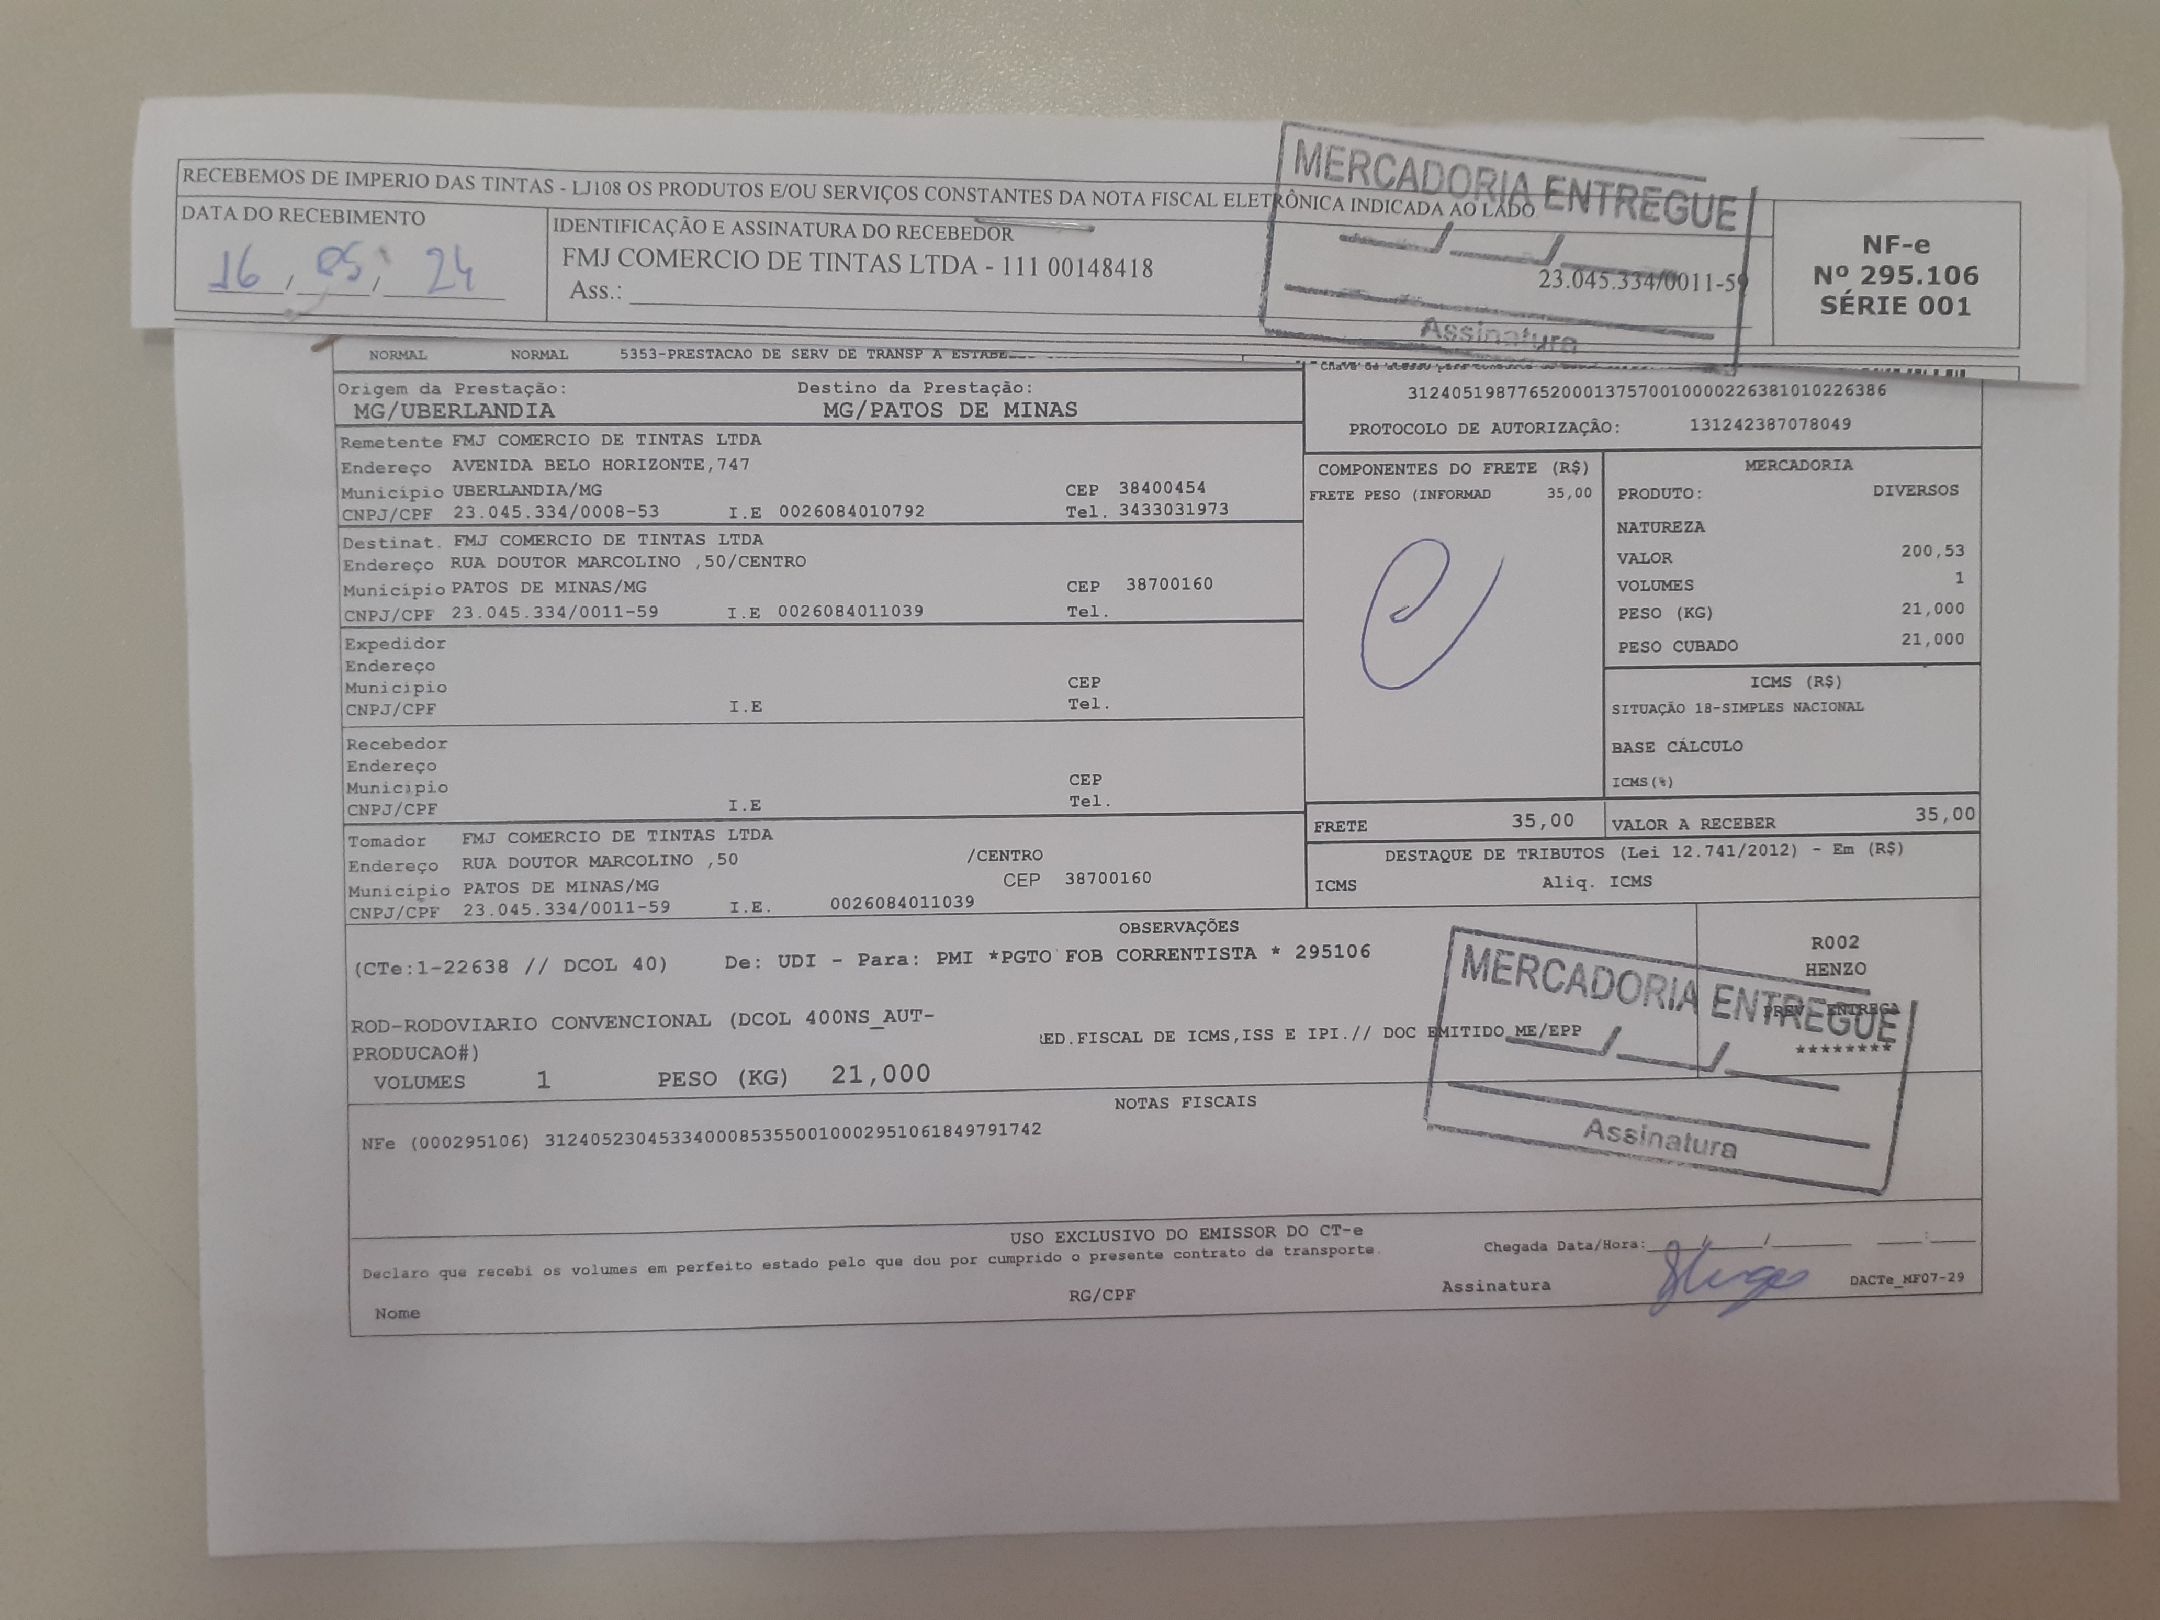 RECEBEMOS DE IMPERIO DAS TINTAS - LJ108 OS PRODUTOS E/OU SERVIÇOS CONSTANTES DA NOTA FISCAL ELETRÔNICA INDICADA AO LADO
DATA DO RECEBIMENTO
16 / 05 / 24
IDENTIFICAÇÃO E ASSINATURA DO RECEBEDOR
FMJ COMERCIO DE TINTAS LTDA - 111 00148418
23.045.334/0011-59
Ass.:
MERCADORIA ENTREGUE
Assinatura
NF-e
Nº 295.106
SÉRIE 001
NORMAL NORMAL 5353-PRESTACAO DE SERV DE TRANSP A
Origem da Prestação: Destino da Prestação:
MG/UBERLANDIA MG/PATOS DE MINAS
31240519877652000137570010000226381010226386
PROTOCOLO DE AUTORIZAÇÃO: 131242387078049
Remetente FMJ COMERCIO DE TINTAS LTDA
Endereço AVENIDA BELO HORIZONTE,747
Município UBERLANDIA/MG CEP 38400454
CNPJ/CPF 23.045.334/0008-53 I.E 0026084010792 Tel. 3433031973
Destinat. FMJ COMERCIO DE TINTAS LTDA
Endereço RUA DOUTOR MARCOLINO ,50/CENTRO
Município PATOS DE MINAS/MG CEP 38700160
CNPJ/CPF 23.045.334/0011-59 I.E 0026084011039 Tel.
Expedidor
Endereço
Município CEP
CNPJ/CPF I.E Tel.
Recebedor
Endereço
Município CEP
CNPJ/CPF I.E Tel.
Tomador FMJ COMERCIO DE TINTAS LTDA
Endereço RUA DOUTOR MARCOLINO ,50 /CENTRO
Município PATOS DE MINAS/MG CEP 38700160
CNPJ/CPF 23.045.334/0011-59 I.E. 0026084011039
COMPONENTES DO FRETE (R$)
FRETE PESO (INFORMAD 35,00
MERCADORIA
PRODUTO: DIVERSOS
NATUREZA
VALOR 200,53
VOLUMES 1
PESO (KG) 21,000
PESO CUBADO 21,000
ICMS (R$)
SITUAÇÃO 18-SIMPLES NACIONAL
BASE CÁLCULO
ICMS(%)
FRETE 35,00 VALOR A RECEBER 35,00
DESTAQUE DE TRIBUTOS (Lei 12.741/2012) - Em (R$)
ICMS Aliq. ICMS
OBSERVAÇÕES
(CTe:1-22638 // DCOL 40) De: UDI - Para: PMI *PGTO FOB CORRENTISTA * 295106
ROD-RODOVIARIO CONVENCIONAL (DCOL 400NS_AUT-
PRODUCAO#)
ED.FISCAL DE ICMS,ISS E IPI.// DOC EMITIDO ME/EPP
VOLUMES 1 PESO (KG) 21,000
R002
HENZO
PREV ENTREGA
********
MERCADORIA ENTREGUE
Assinatura
NOTAS FISCAIS
NFe (000295106) 31240523045334000853550010002951061849791742
USO EXCLUSIVO DO EMISSOR DO CT-e
Declaro que recebi os volumes em perfeito estado pelo que dou por cumprido o presente contrato de transporte.
Chegada Data/Hora:
Nome RG/CPF Assinatura DACTe_MF07-29